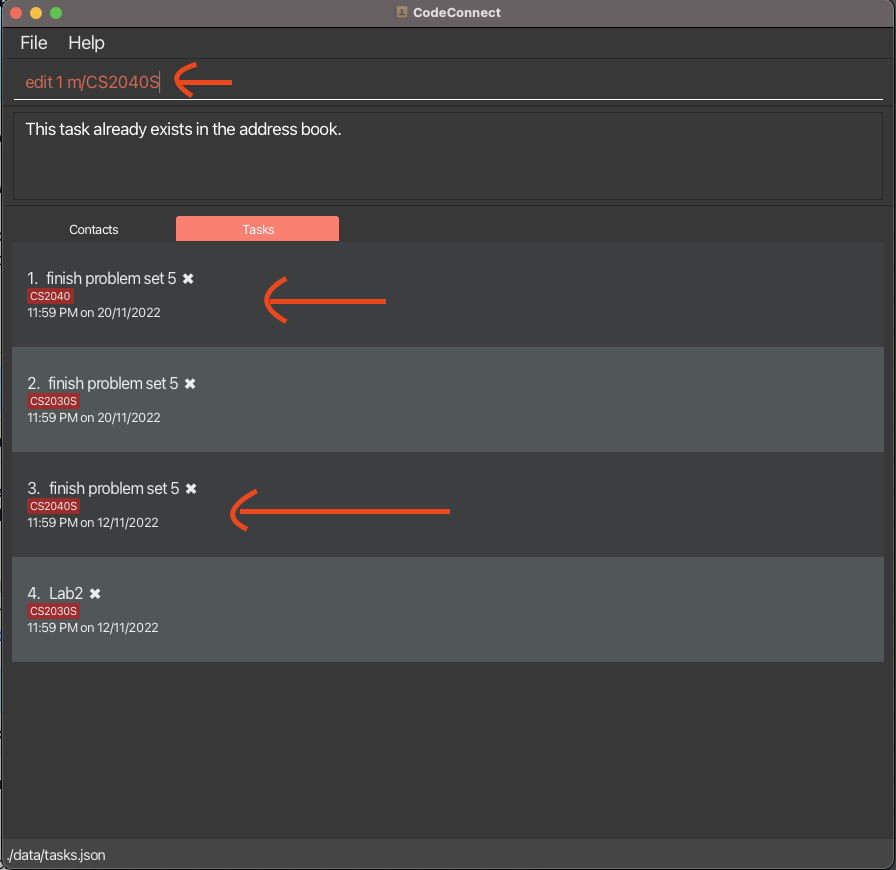 CodeConnect
File Help
edit 1 m/CS2040S
This task already exists in the address book.
Contacts Tasks
1. finish problem set 5 ✖
CS2040
11:59 PM on 20/11/2022
2. finish problem set 5 ✖
CS2030S
11:59 PM on 20/11/2022
3. finish problem set 5 ✖
CS2040S
11:59 PM on 12/11/2022
4. Lab2 ✖
CS2030S
11:59 PM on 12/11/2022
./data/tasks.json